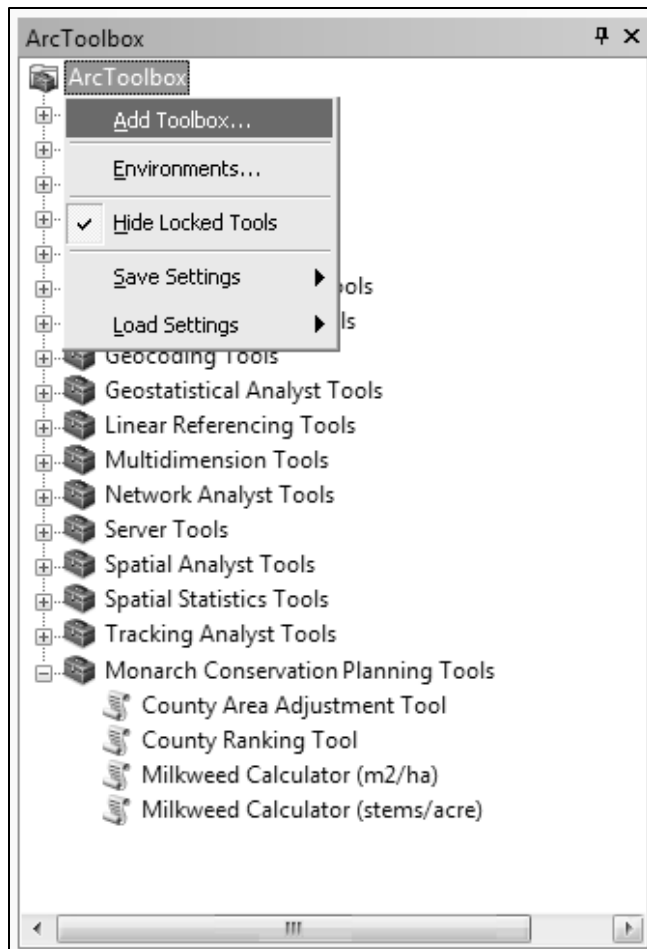 ArcToolbox
ArcToolbox
Add Toolbox...
Environments...
Hide Locked Tools
Save Settings
ools
Load Settings
ls
Geocoding Tools
Geostatistical Analyst Tools
Linear Referencing Tools
Multidimension Tools
Network Analyst Tools
Server Tools
Spatial Analyst Tools
Spatial Statistics Tools
Tracking Analyst Tools
Monarch Conservation Planning Tools
County Area Adjustment Tool
County Ranking Tool
Milkweed Calculator (m2/ha)
Milkweed Calculator (stems/acre)